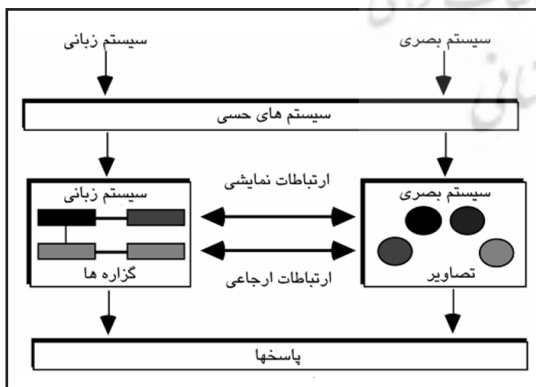 سیستم بصری
سیستم زبانی
سیستم های حسی
سیستم بصری
تصاویر
ارتباطات نمایشی
ارتباطات ارجاعی
سیستم زبانی
گزاره ها
پاسخها